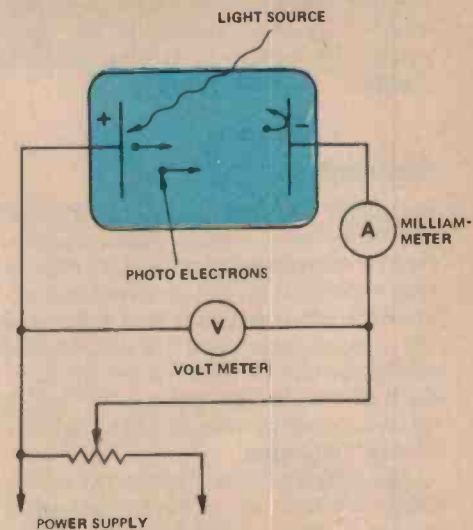 LIGHT SOURCE
+
-
A
MILLIAM-
METER
PHOTO ELECTRONS
V
VOLT METER
POWER SUPPLY